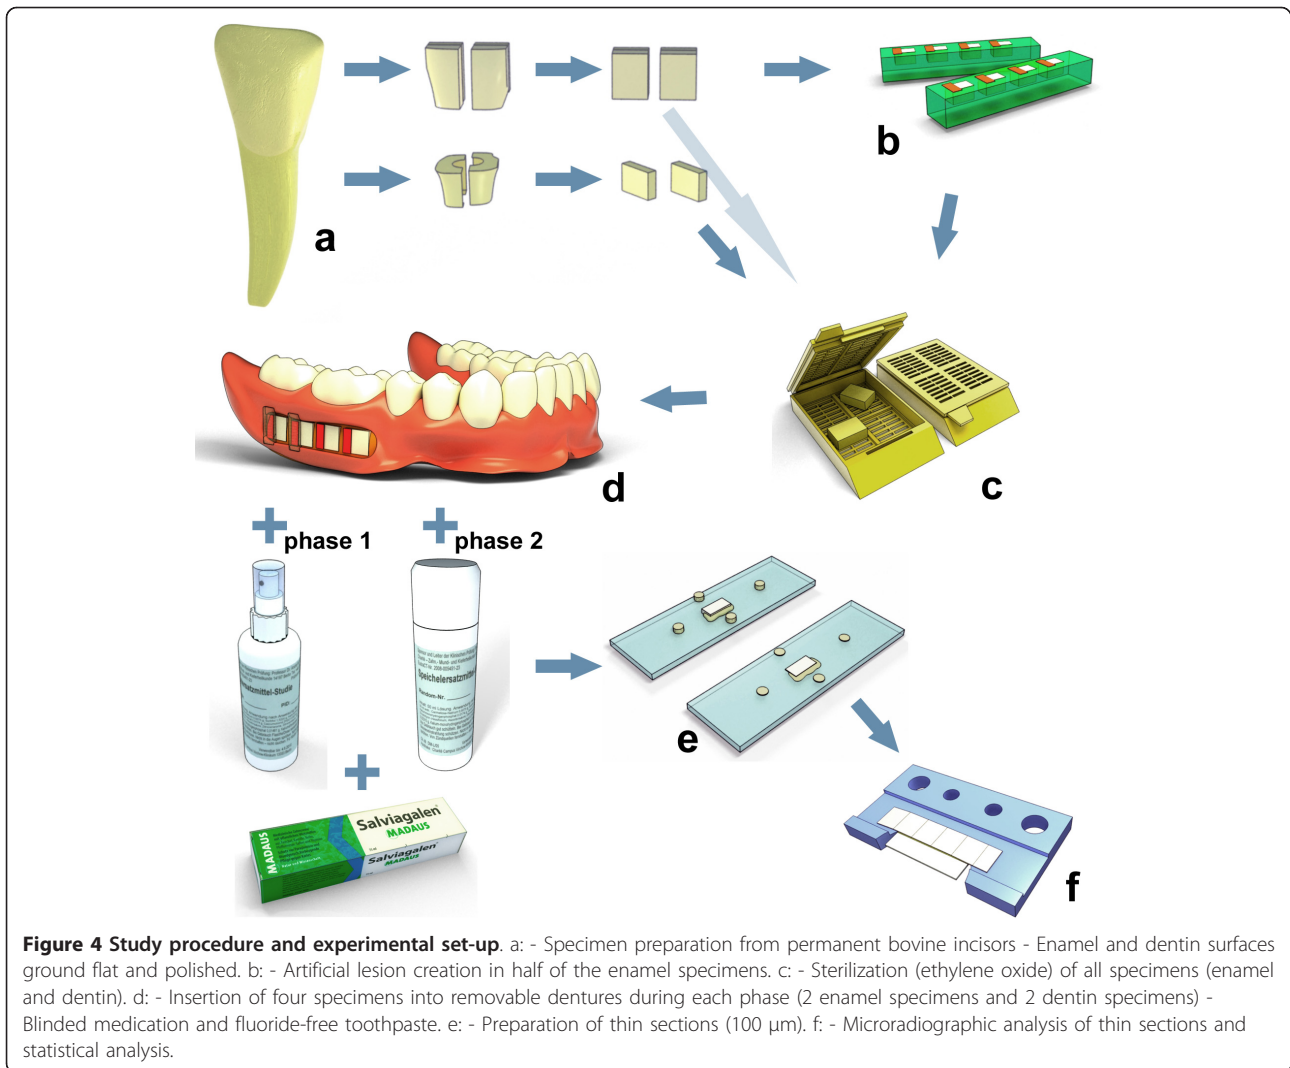 a
b
c
d
phase 1
phase 2
Speichelersatzmittel-
Random-Nr.
e
MADAUS
Salviagalen
MADAUS
Salviagalen
MADAUS
f
Figure 4 Study procedure and experimental set-up. a: - Specimen preparation from permanent bovine incisors - Enamel and dentin surfaces
ground flat and polished. b: - Artificial lesion creation in half of the enamel specimens. c: - Sterilization (ethylene oxide) of all specimens (enamel
and dentin). d: - Insertion of four specimens into removable dentures during each phase (2 enamel specimens and 2 dentin specimens) -
Blinded medication and fluoride-free toothpaste. e: - Preparation of thin sections (100 μm). f: - Microradiographic analysis of thin sections and
statistical analysis.